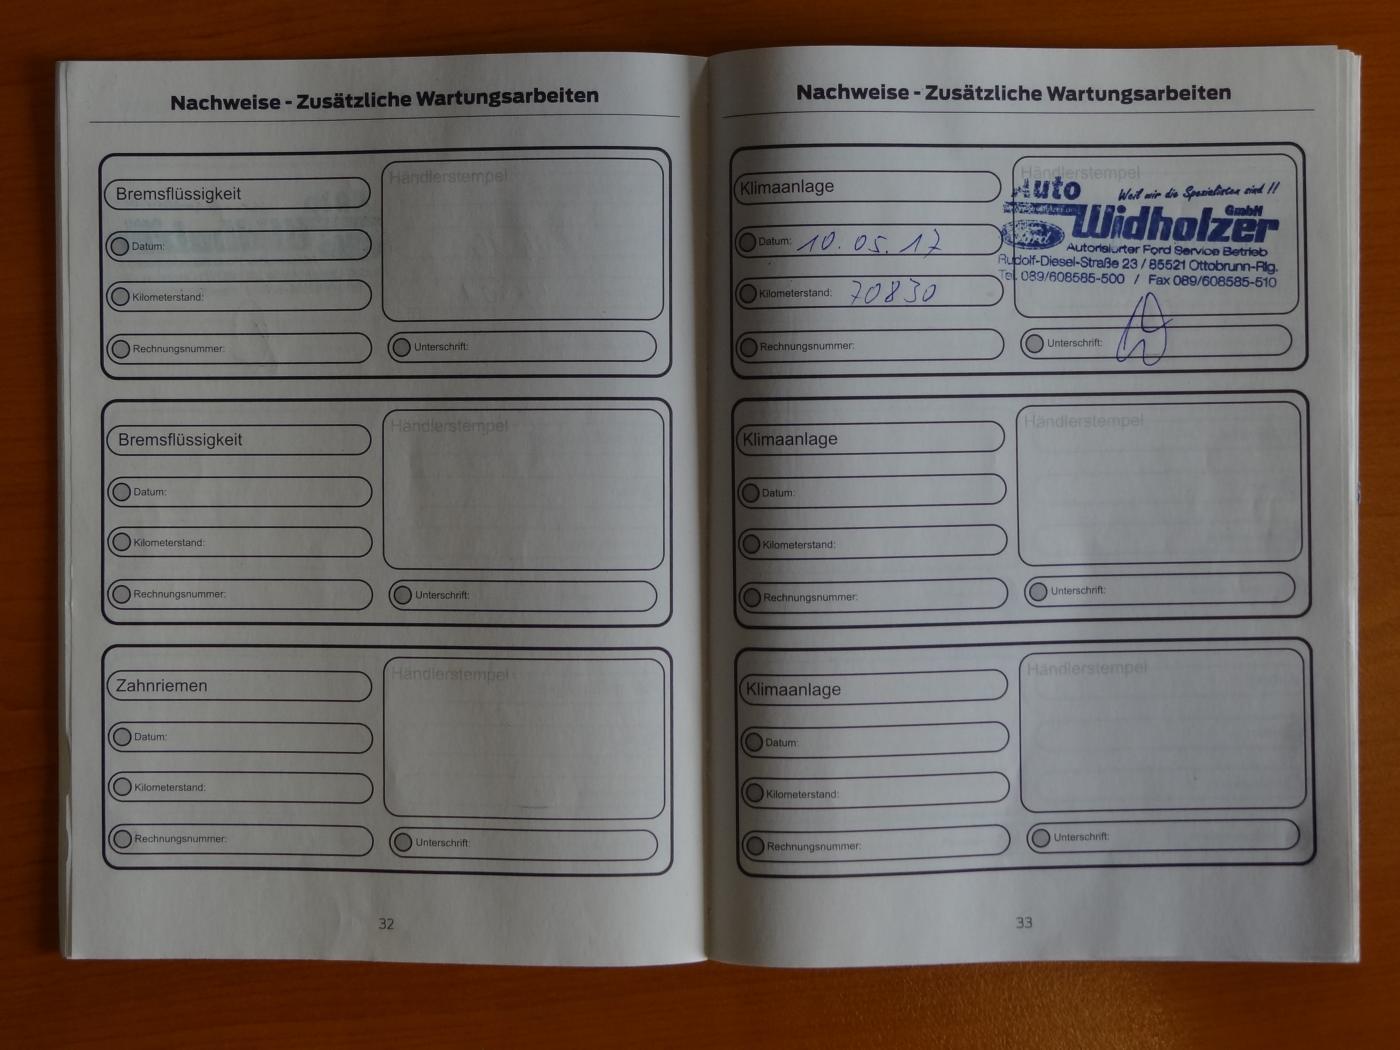 Nachweise - Zusätzliche Wartungsarbeiten
Bremsflüssigkeit
Händlerstempel
Datum:
Kilometerstand:
Rechnungsnummer:
Unterschrift:
Bremsflüssigkeit
Händlerstempel
Datum:
Kilometerstand:
Rechnungsnummer:
Unterschrift:
Zahnriemen
Händlerstempel
Datum:
Kilometerstand:
Rechnungsnummer:
Unterschrift:
32
Nachweise - Zusätzliche Wartungsarbeiten
Klimaanlage
Datum: 10.05.17
Kilometerstand: 70830
Rechnungsnummer:
Händlerstempel
Auto Weil wir die Spezialisten sind !!
Widholzer GmbH
Ford
Autorisierter Ford Service Betrieb
Rudolf-Diesel-Straße 23 / 85521 Ottobrunn-Rlg.
Tel. 089/608585-500 / Fax 089/608585-510
Unterschrift:
Klimaanlage
Händlerstempel
Datum:
Kilometerstand:
Rechnungsnummer:
Unterschrift:
Klimaanlage
Händlerstempel
Datum:
Kilometerstand:
Rechnungsnummer:
Unterschrift:
33